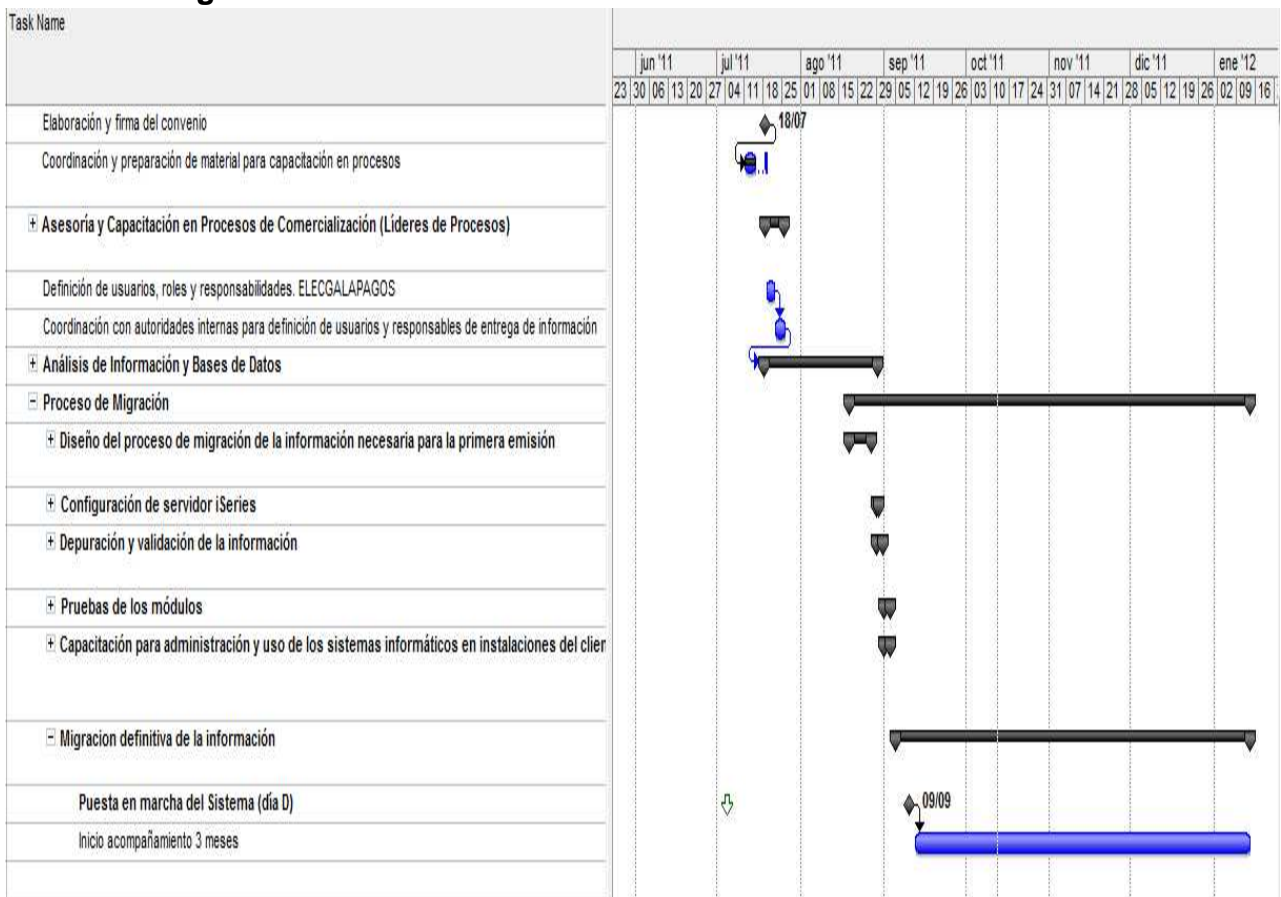 Task Name
jun '11 jul '11 ago '11 sep '11 oct '11 nov '11 dic '11 ene '12
23 30 06 13 20 27 04 11 18 25 01 08 15 22 29 05 12 19 26 03 10 17 24 31 07 14 21 28 05 12 19 26 02 09 16
Elaboración y firma del convenio 18/07
Coordinación y preparación de material para capacitación en procesos
Asesoría y Capacitación en Procesos de Comercialización (Líderes de Procesos)
Definición de usuarios, roles y responsabilidades. ELECGALAPAGOS
Coordinación con autoridades internas para definición de usuarios y responsables de entrega de información
Análisis de Información y Bases de Datos
Proceso de Migración
Diseño del proceso de migración de la información necesaria para la primera emisión
Configuración de servidor iSeries
Depuración y validación de la información
Pruebas de los módulos
Capacitación para administración y uso de los sistemas informáticos en instalaciones del clien
Migracion definitiva de la información
Puesta en marcha del Sistema (día D) 09/09
Inicio acompañamiento 3 meses